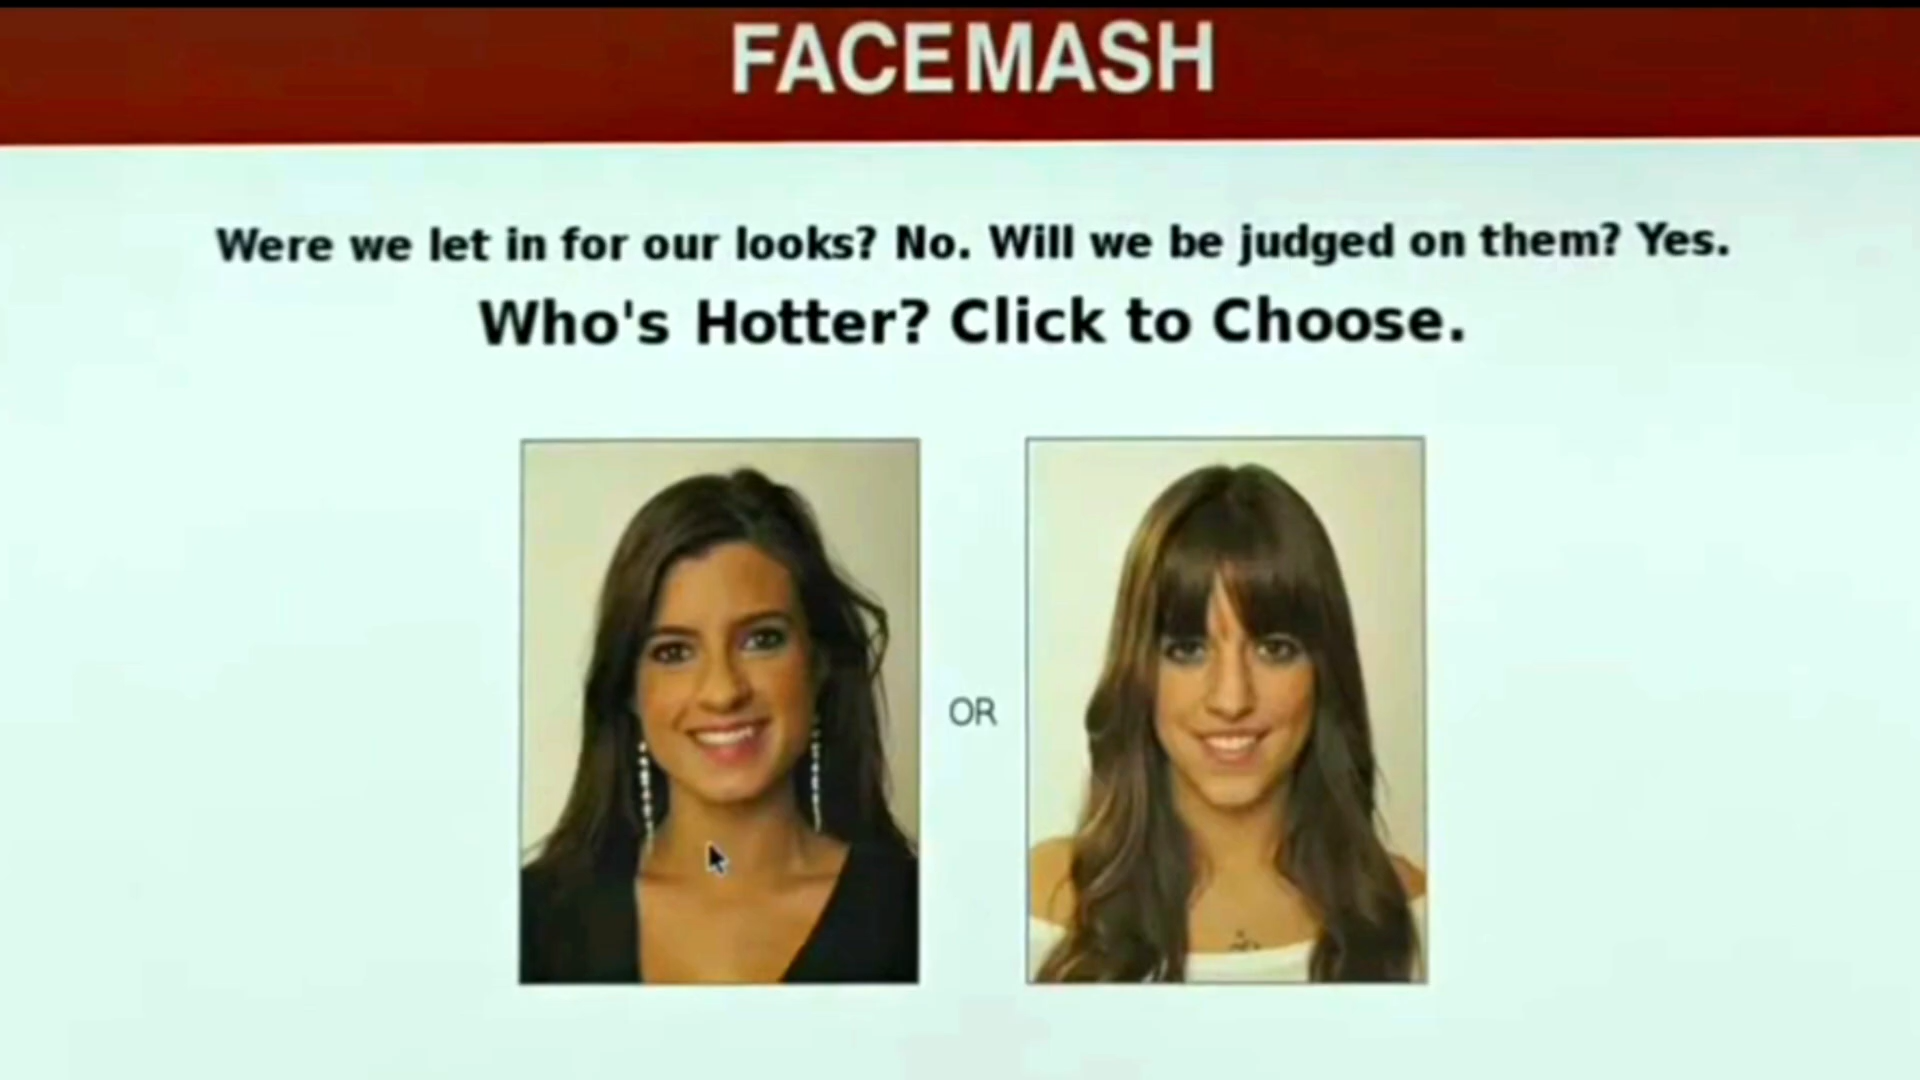 FACEMASH
Were we let in for our looks? No. Will we be judged on them? Yes.
Who's Hotter? Click to Choose.
OR